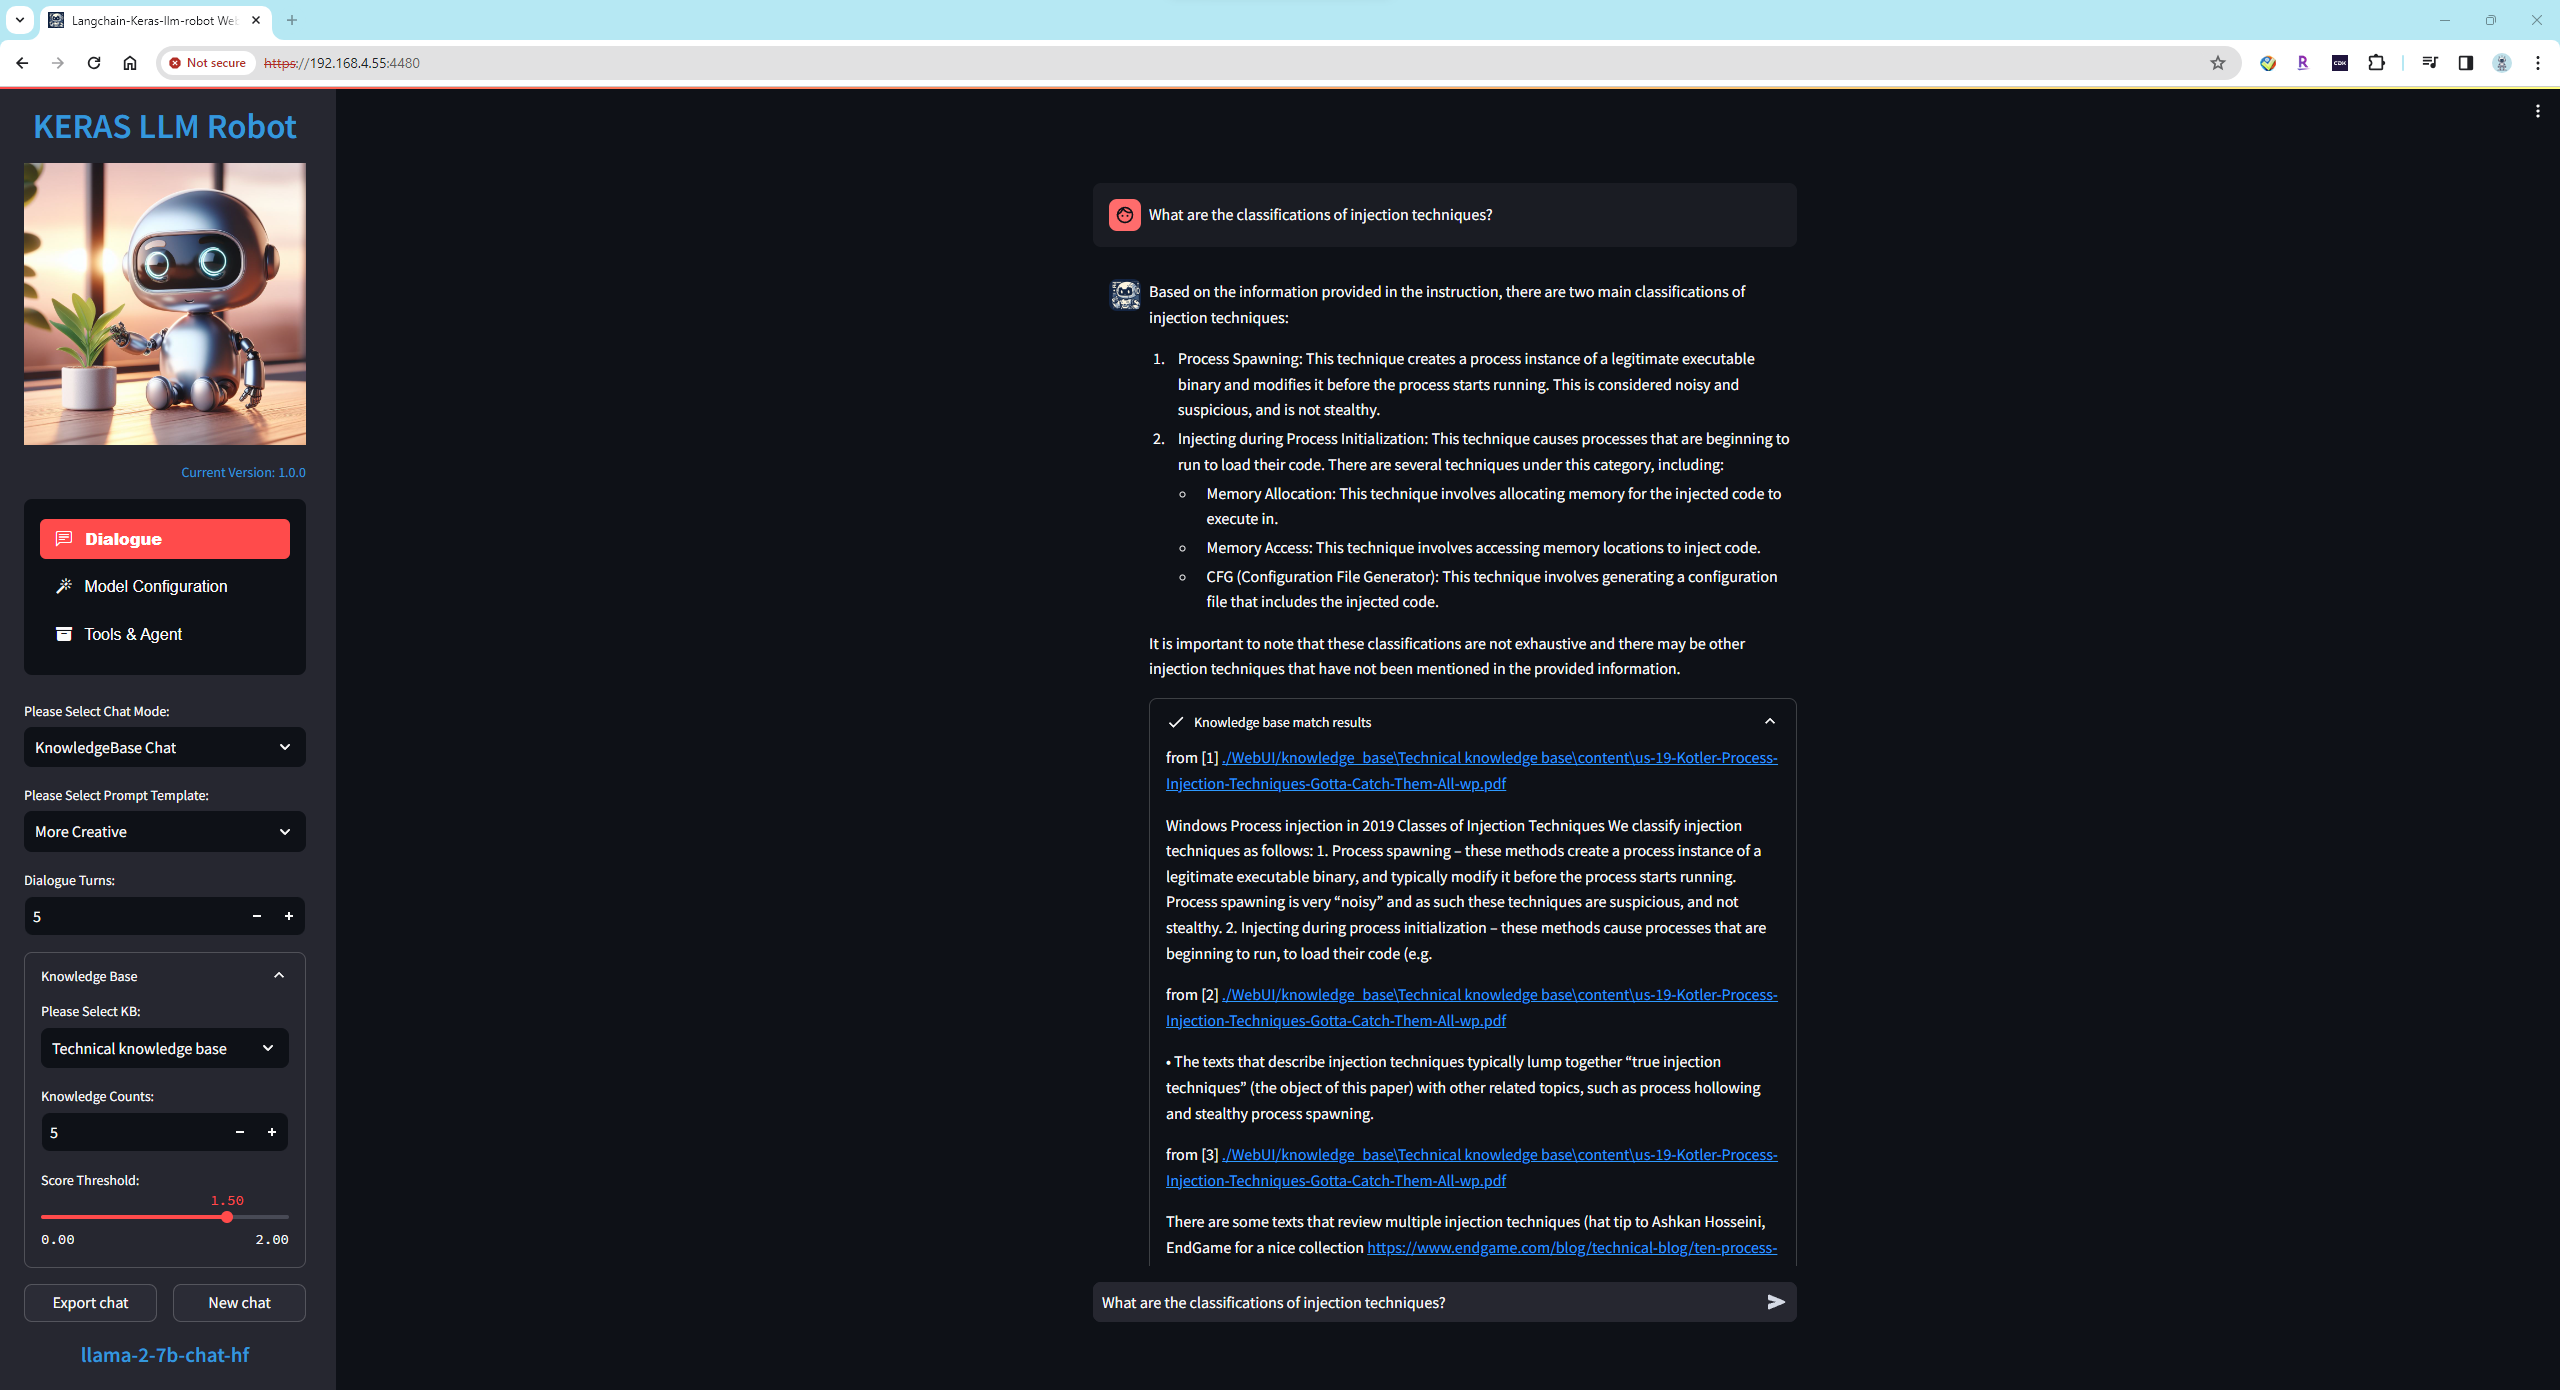 Langchain-Keras-llm-robot We
Not secure https://192.168.4.55:4480
R
CDK
KERAS LLM Robot
Current Version: 1.0.0
Dialogue
Model Configuration
Tools & Agent
Please Select Chat Mode:
KnowledgeBase Chat
Please Select Prompt Template:
More Creative
Dialogue Turns:
5 − +
Knowledge Base
Please Select KB:
Technical knowledge base
Knowledge Counts:
5 − +
Score Threshold:
1.50
0.00 2.00
Export chat New chat
llama-2-7b-chat-hf
What are the classifications of injection techniques?
Based on the information provided in the instruction, there are two main classifications of
injection techniques:
1. Process Spawning: This technique creates a process instance of a legitimate executable
binary and modifies it before the process starts running. This is considered noisy and
suspicious, and is not stealthy.
2. Injecting during Process Initialization: This technique causes processes that are beginning to
run to load their code. There are several techniques under this category, including:
◦ Memory Allocation: This technique involves allocating memory for the injected code to
execute in.
◦ Memory Access: This technique involves accessing memory locations to inject code.
◦ CFG (Configuration File Generator): This technique involves generating a configuration
file that includes the injected code.
It is important to note that these classifications are not exhaustive and there may be other
injection techniques that have not been mentioned in the provided information.
Knowledge base match results
from [1] ./WebUI/knowledge_base\Technical knowledge base\content\us-19-Kotler-Process-
Injection-Techniques-Gotta-Catch-Them-All-wp.pdf
Windows Process injection in 2019 Classes of Injection Techniques We classify injection
techniques as follows: 1. Process spawning – these methods create a process instance of a
legitimate executable binary, and typically modify it before the process starts running.
Process spawning is very “noisy” and as such these techniques are suspicious, and not
stealthy. 2. Injecting during process initialization – these methods cause processes that are
beginning to run, to load their code (e.g.
from [2] ./WebUI/knowledge_base\Technical knowledge base\content\us-19-Kotler-Process-
Injection-Techniques-Gotta-Catch-Them-All-wp.pdf
• The texts that describe injection techniques typically lump together “true injection
techniques” (the object of this paper) with other related topics, such as process hollowing
and stealthy process spawning.
from [3] ./WebUI/knowledge_base\Technical knowledge base\content\us-19-Kotler-Process-
Injection-Techniques-Gotta-Catch-Them-All-wp.pdf
There are some texts that review multiple injection techniques (hat tip to Ashkan Hosseini,
EndGame for a nice collection https://www.endgame.com/blog/technical-blog/ten-process-
What are the classifications of injection techniques?